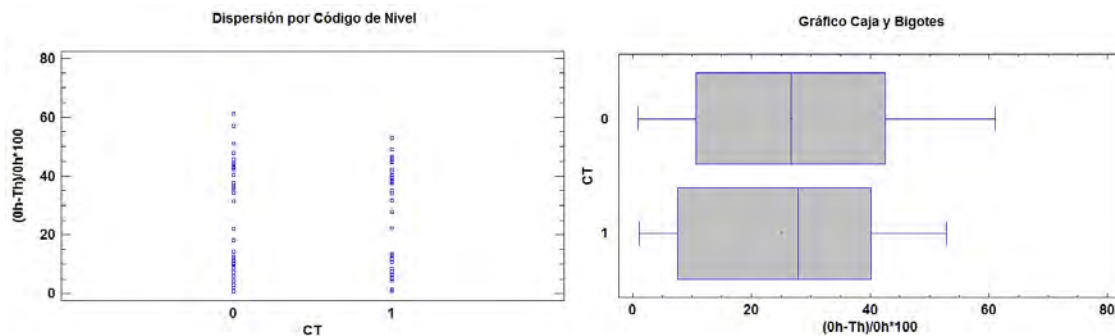 Dispersión por Código de Nivel
80
60
40
20
0
(0h-Th)/0h*100
0 1
CT
Gráfico Caja y Bigotes
0
1
CT
0 20 40 60 80
(0h-Th)/0h*100